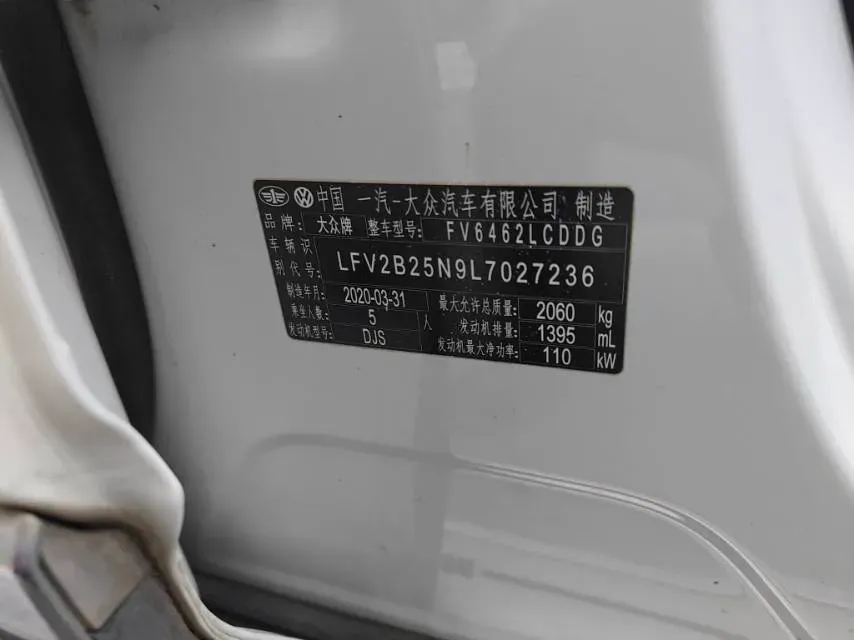 中国 一汽-大众汽车有限公司 制造
品牌: 大众牌 整车型号: FV6462LCDDG
车辆识别代号: LFV2B25N9L7027236
制造年月: 2020-03-31 最大允许总质量: 2060 kg
乘坐人数: 5 人 发动机排量: 1395 mL
发动机型号: DJS 发动机最大净功率: 110 kW